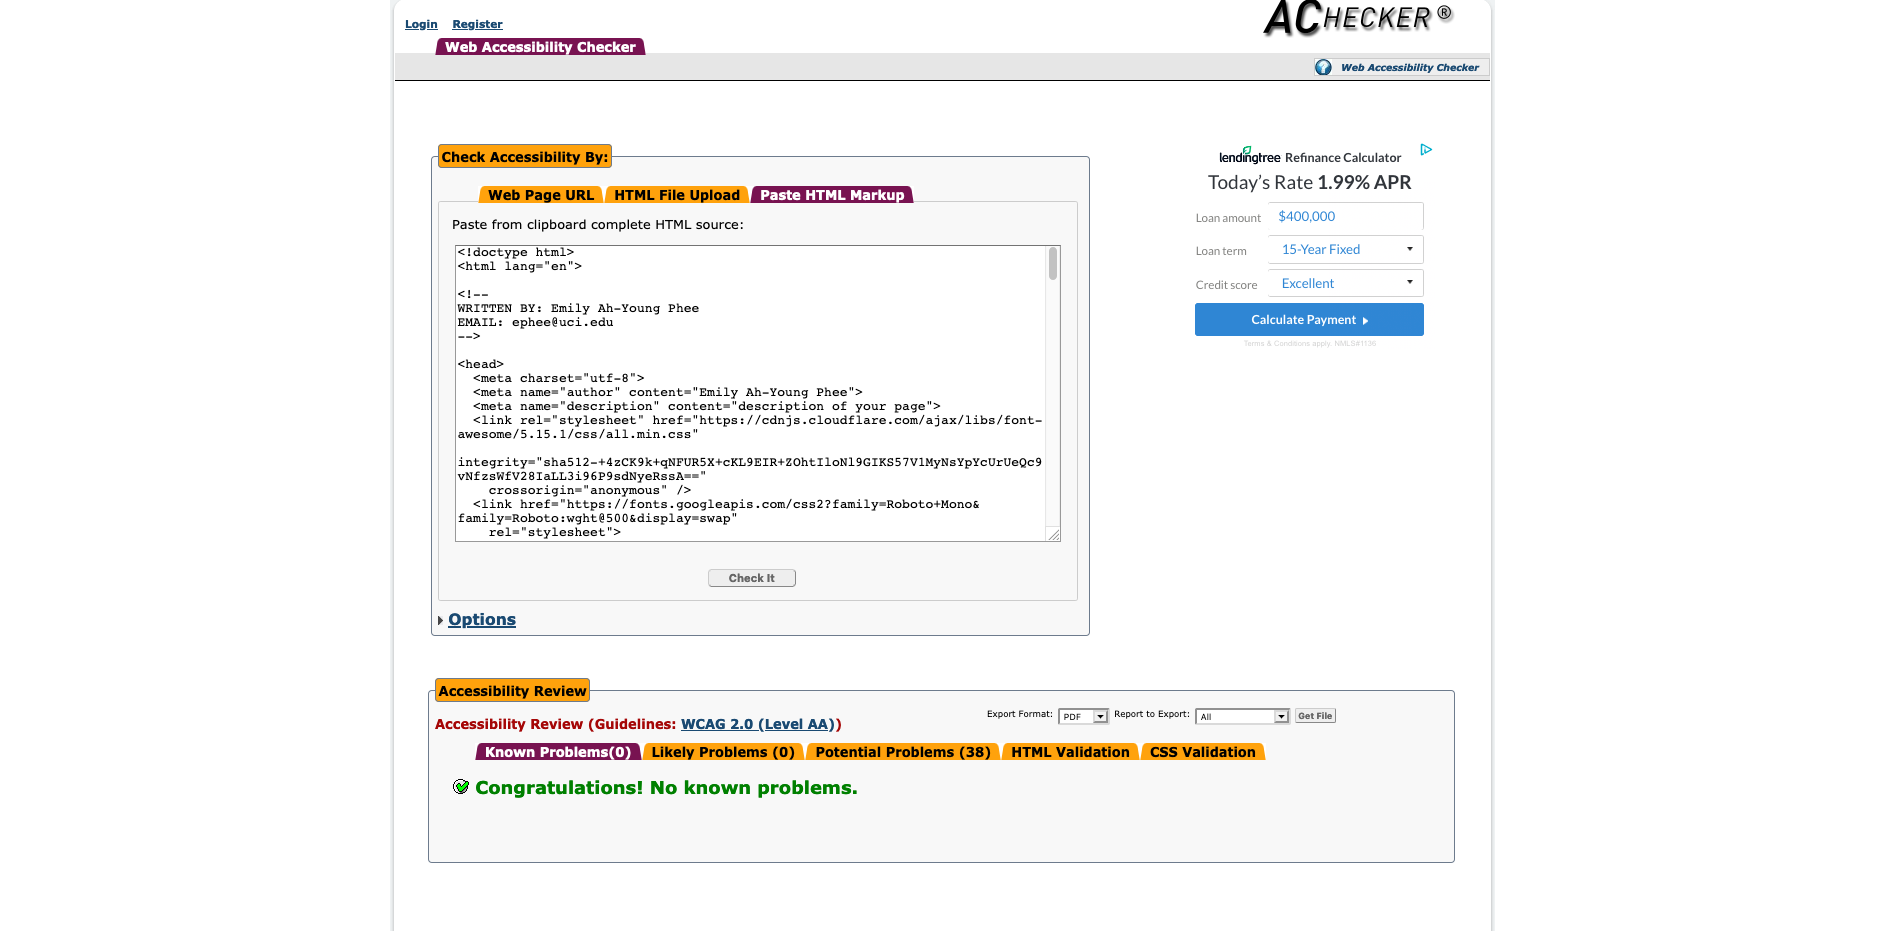 Login Register
ACHECKER ®
Web Accessibility Checker
Web Accessibility Checker
Check Accessibility By:
Web Page URL HTML File Upload Paste HTML Markup
Paste from clipboard complete HTML source:
<!doctype html>
<html lang="en">
<!--
WRITTEN BY: Emily Ah-Young Phee
EMAIL: ephee@uci.edu
-->
<head>
<meta charset="utf-8">
<meta name="author" content="Emily Ah-Young Phee">
<meta name="description" content="description of your page">
<link rel="stylesheet" href="https://cdnjs.cloudflare.com/ajax/libs/font-
awesome/5.15.1/css/all.min.css"
integrity="sha512-+4zCK9k+qNFUR5X+cKL9EIR+ZOhtIloNl9GIKS57V1MyNsYpYcUrUeQc9
vNfzsWfV28IaLL3i96P9sdNyeRssA=="
crossorigin="anonymous" />
<link href="https://fonts.googleapis.com/css2?family=Roboto+Mono&
family=Roboto:wght@500&display=swap"
rel="stylesheet">
Check It
Options
lendingtree Refinance Calculator
Today's Rate 1.99% APR
Loan amount $400,000
Loan term 15-Year Fixed
Credit score Excellent
Calculate Payment
Terms & Conditions apply. NMLS#1136
Accessibility Review
Accessibility Review (Guidelines: WCAG 2.0 (Level AA))
Export Format: PDF Report to Export: All Get File
Known Problems(0) Likely Problems (0) Potential Problems (38) HTML Validation CSS Validation
Congratulations! No known problems.